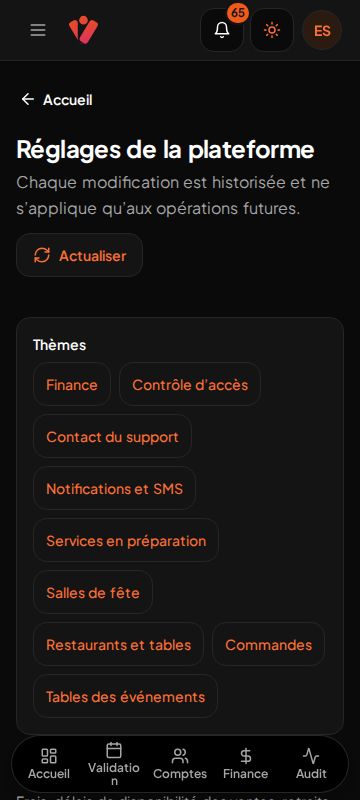 65
ES
Accueil
Réglages de la plateforme
Chaque modification est historisée et ne
s’applique qu’aux opérations futures.
Actualiser
Thèmes
Finance
Contrôle d’accès
Contact du support
Notifications et SMS
Services en préparation
Salles de fête
Restaurants et tables
Commandes
Tables des événements
Accueil
Validatio
n
Comptes
Finance
Audit